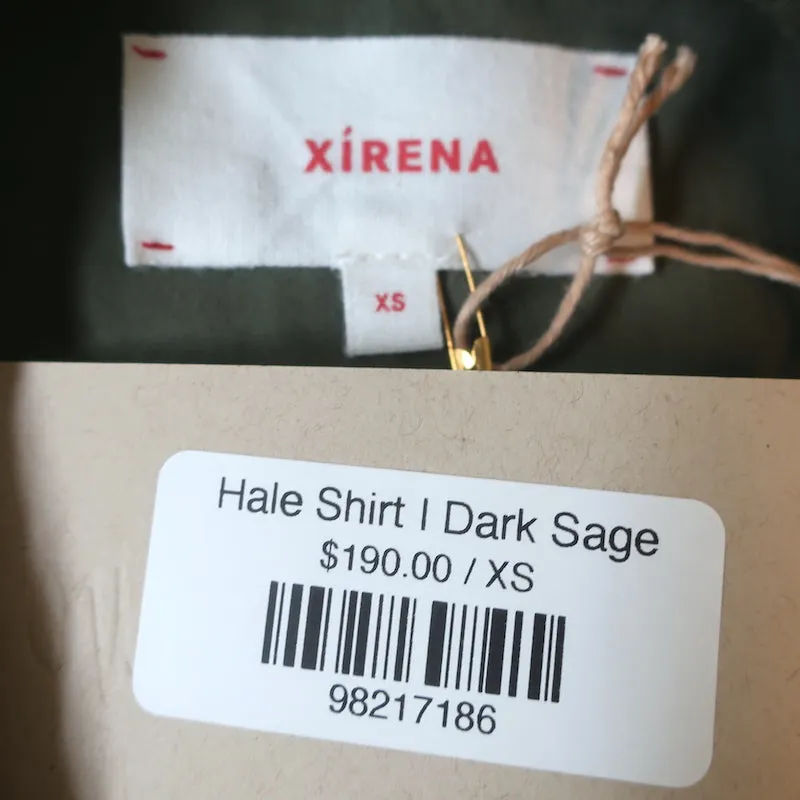 XÍRENA
XS
Hale Shirt | Dark Sage
$190.00 / XS
98217186